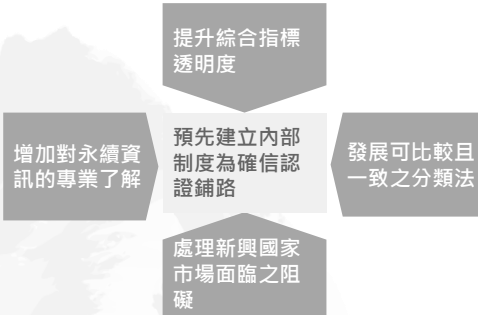 提升綜合指標
透明度
增加對永續資
訊的專業了解
預先建立內部
制度為確信認
證鋪路
發展可比較且
一致之分類法
處理新興國家
市場面臨之阻
礙